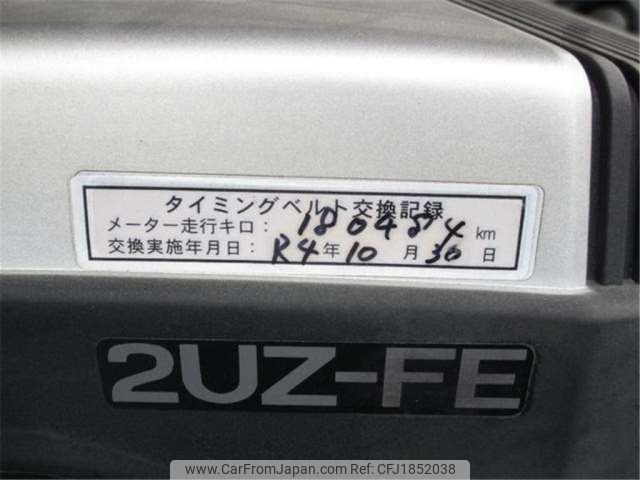 タイミングベルト交換記録
メーター走行キロ： 180484 km
交換実施年月日： R4年10月30日
2UZ-FE
www.CarFromJapan.com | CFJ1852038